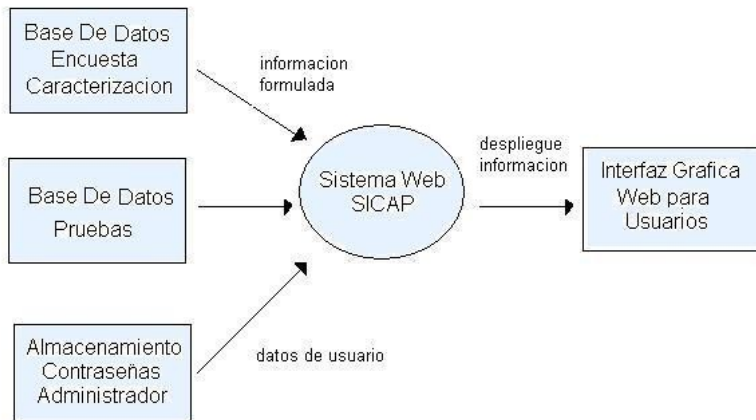 Base De Datos
Encuesta
Caracterizacion
informacion
formulada
Base De Datos
Pruebas
Almacenamiento
Contraseñas
Administrador
datos de usuario
Sistema Web
SICAP
despliegue
informacion
Interfaz Grafica
Web para
Usuarios